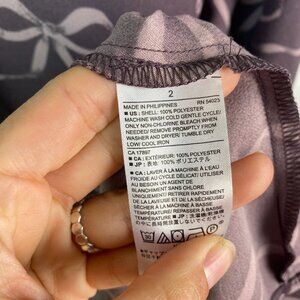 2
MADE IN PHILIPPINES RN 54023
■ US: SHELL: 100% POLYESTER
MACHINE WASH COLD GENTLE CYCLE/
ONLY NON-CHLORINE BLEACH WHEN
NEEDED/ REMOVE PROMPTLY FROM
WASHER AND DRYER/ TUMBLE DRY
LOW/ COOL IRON
CA 17897
■ CA: EXTÉRIEUR: 100% POLYESTER
■ JP: 表地: 100% ポリエステル
■ CA: LAVER À LA MACHINE À L'EAU
FROIDE AU CYCLE DÉLICAT/ UTILISER
AU BESOIN UN AGENT DE
BLANCHIMENT SANS CHLORE
UNIQUEMENT/ RETIRER DE LA
LAVEUSE ET DE LA SÉCHEUSE/
SÉCHER À LA MACHINE À BASSE
TEMPÉRATURE/ REPASSER À BASSE
TEMPÉRATURE ■ JP: